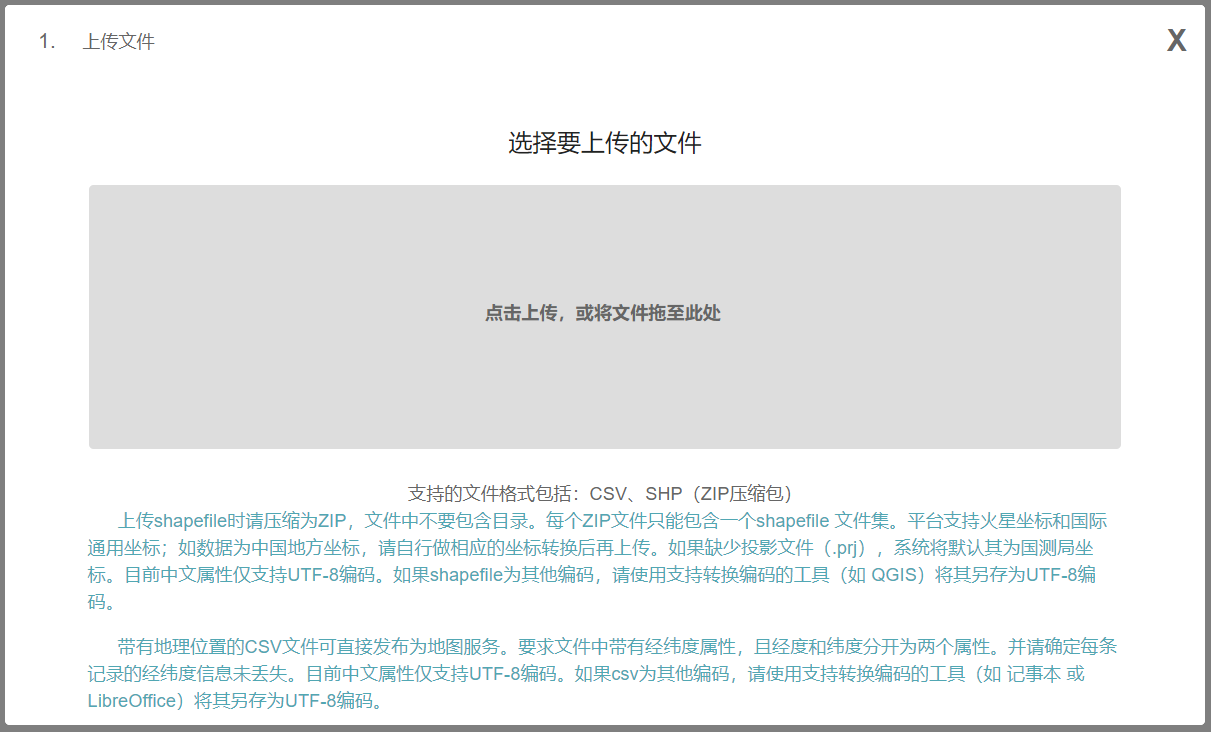 1. 上传文件
X
选择要上传的文件
点击上传，或将文件拖至此处
支持的文件格式包括：CSV、SHP（ZIP压缩包）
上传shapefile时请压缩为ZIP，文件中不要包含目录。每个ZIP文件只能包含一个shapefile 文件集。平台支持火星坐标和国际
通用坐标；如数据为中国地方坐标，请自行做相应的坐标转换后再上传。如果缺少投影文件（.prj），系统将默认其为国测局坐
标。目前中文属性仅支持UTF-8编码。如果shapefile为其他编码，请使用支持转换编码的工具（如 QGIS）将其另存为UTF-8编
码。
带有地理位置的CSV文件可直接发布为地图服务。要求文件中带有经纬度属性，且经度和纬度分开为两个属性。并请确定每条
记录的经纬度信息未丢失。目前中文属性仅支持UTF-8编码。如果csv为其他编码，请使用支持转换编码的工具（如 记事本 或
LibreOffice）将其另存为UTF-8编码。